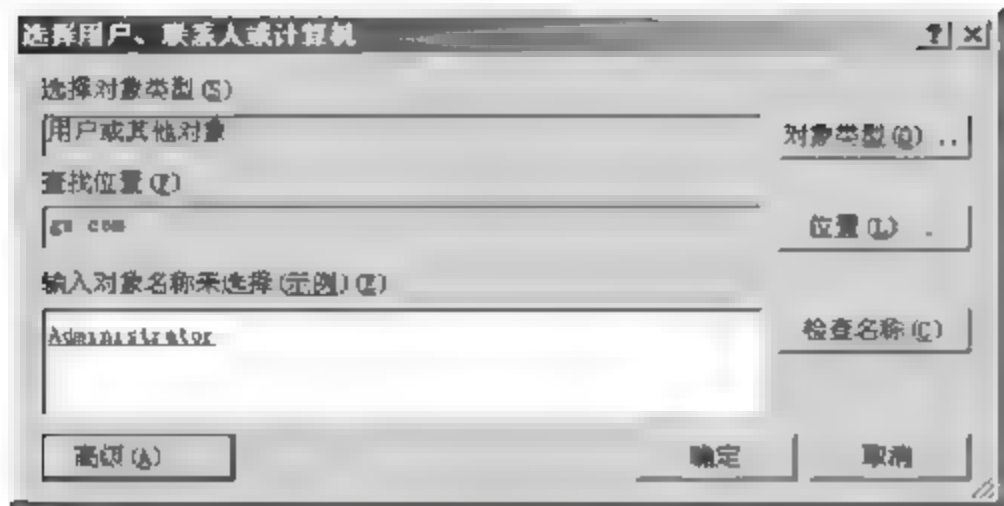 选择用户、联系人或计算机
选择对象类型(S)
用户或其他对象
对象类型(O)..
查找位置(F)
com
位置(L) .
输入对象名称来选择(示例)(E)
Administrator
检查名称(C)
高级(A)
确定
取消